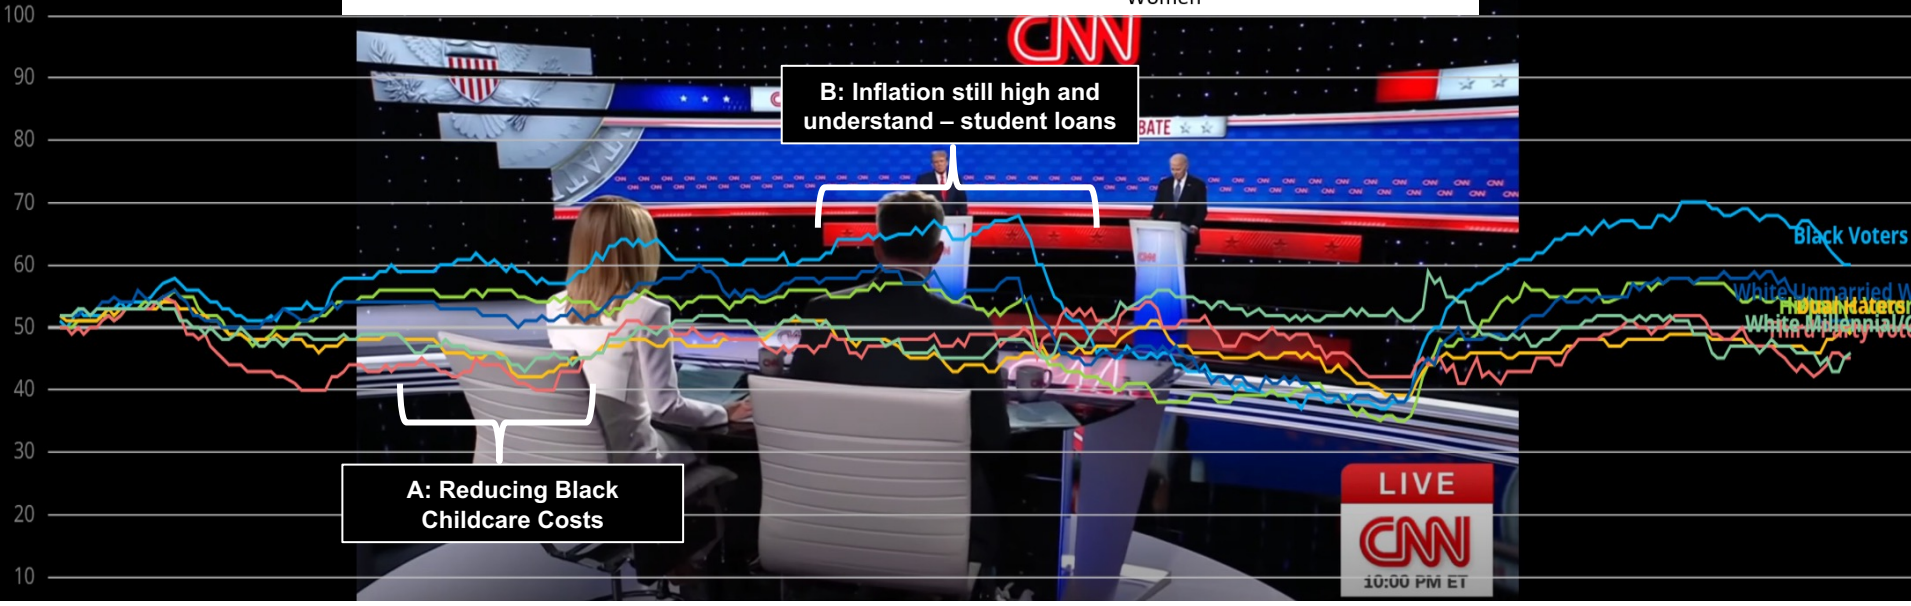 Women
100
90
80
70
60
50
40
30
20
10
CNN
B: Inflation still high and
understand – student loans
BATE
CNN
A: Reducing Black
Childcare Costs
Black Voters
White Unmarried W
White Millennial/G
LIVE
CNN
10:00 PM ET